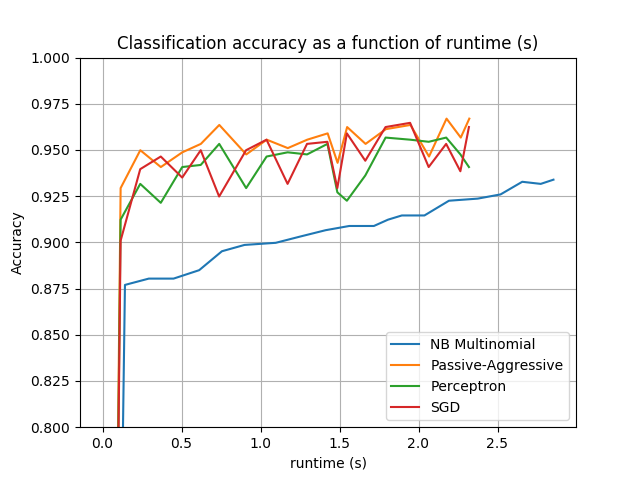 Classification accuracy as a function of runtime (s)
1.000
0.975
0.950
0.925
0.900
0.875
0.850
0.825
0.800
Accuracy
NB Multinomial
Passive-Aggressive
Perceptron
SGD
0.0 0.5 1.0 1.5 2.0 2.5
runtime (s)